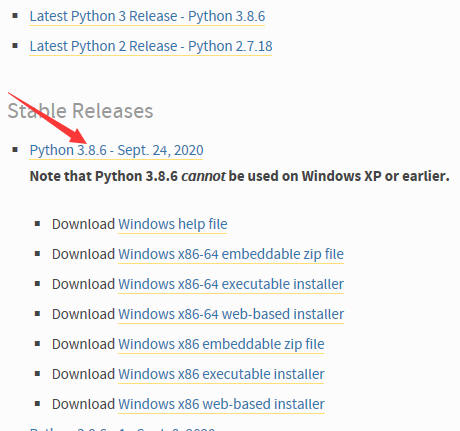 Latest Python 3 Release - Python 3.8.6
Latest Python 2 Release - Python 2.7.18
Stable Releases
Python 3.8.6 - Sept. 24, 2020
Note that Python 3.8.6 cannot be used on Windows XP or earlier.
Download Windows help file
Download Windows x86-64 embeddable zip file
Download Windows x86-64 executable installer
Download Windows x86-64 web-based installer
Download Windows x86 embeddable zip file
Download Windows x86 executable installer
Download Windows x86 web-based installer